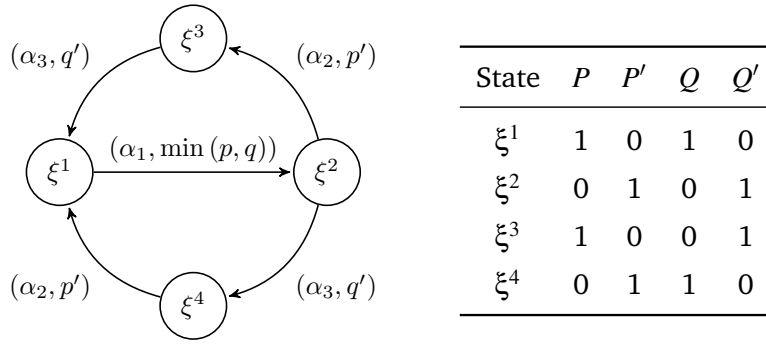 ξ³
(α₃, q′)
(α₂, p′)
ξ¹
(α₁, min (p, q))
ξ²
(α₂, p′)
(α₃, q′)
ξ⁴
State P P′ Q Q′
ξ¹ 1 0 1 0
ξ² 0 1 0 1
ξ³ 1 0 0 1
ξ⁴ 0 1 1 0